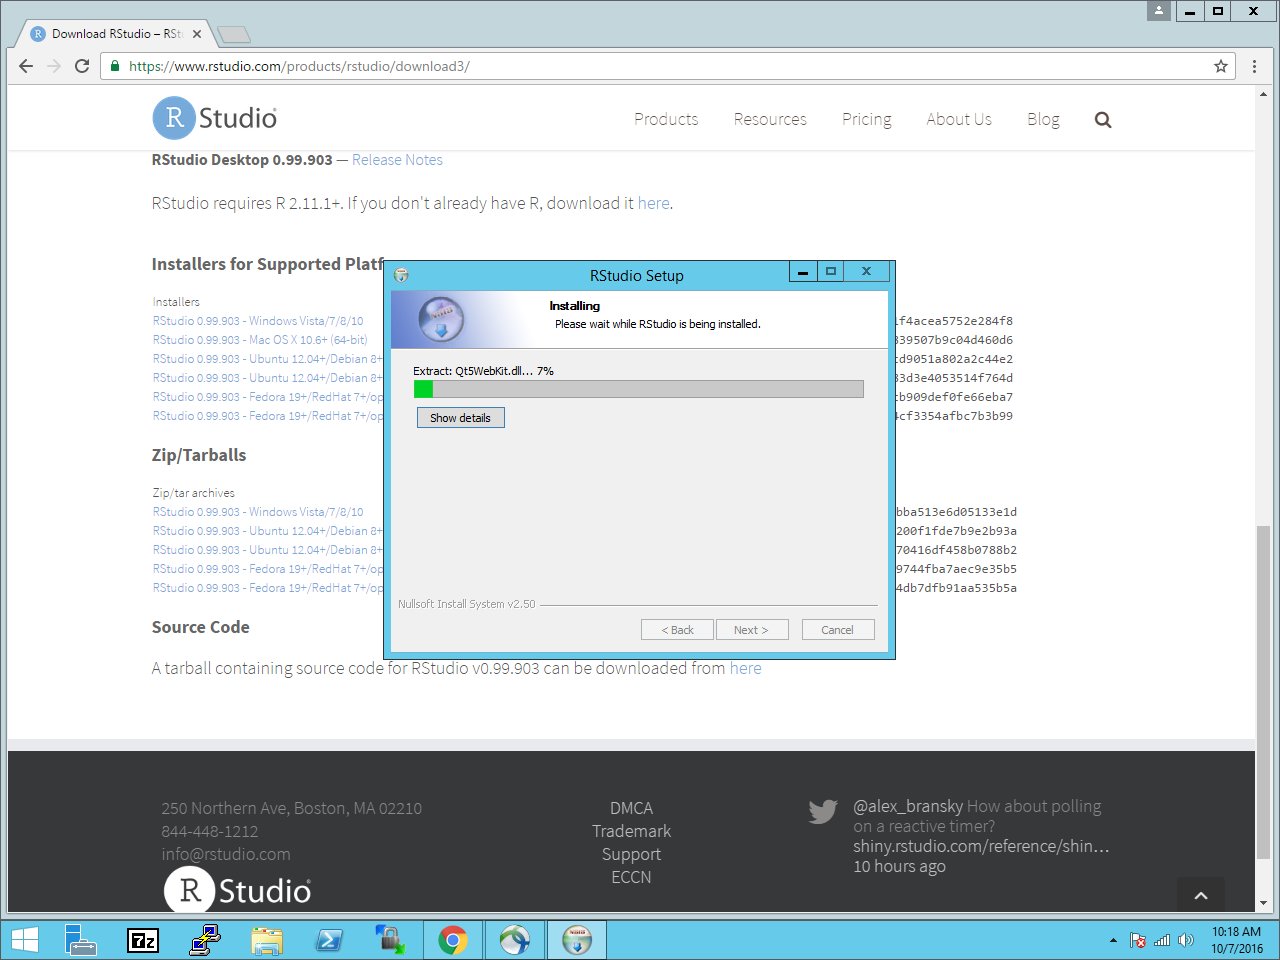 Download RStudio – RSt
https://www.rstudio.com/products/rstudio/download3/
R Studio
Products Resources Pricing About Us Blog
RStudio Desktop 0.99.903 — Release Notes
RStudio requires R 2.11.1+. If you don't already have R, download it here.
Installers for Supported Platf
Installers
RStudio 0.99.903 - Windows Vista/7/8/10 1f4acea5752e284f8
RStudio 0.99.903 - Mac OS X 10.6+ (64-bit) 339507b9c04d460d6
RStudio 0.99.903 - Ubuntu 12.04+/Debian 8+ cd9051a802a2c44e2
RStudio 0.99.903 - Ubuntu 12.04+/Debian 8+ 33d3e4053514f764d
RStudio 0.99.903 - Fedora 19+/RedHat 7+/op cb909def0fe66eba7
RStudio 0.99.903 - Fedora 19+/RedHat 7+/op 4cf3354afbc7b3b99
RStudio Setup
Installing
Please wait while RStudio is being installed.
Extract: Qt5WebKit.dll... 7%
Show details
Nullsoft Install System v2.50
< Back Next > Cancel
Zip/Tarballs
Zip/tar archives
RStudio 0.99.903 - Windows Vista/7/8/10 bba513e6d05133e1d
RStudio 0.99.903 - Ubuntu 12.04+/Debian 8+ 200f1fde7b9e2b93a
RStudio 0.99.903 - Ubuntu 12.04+/Debian 8+ 70416df458b0788b2
RStudio 0.99.903 - Fedora 19+/RedHat 7+/op 9744fba7aec9e35b5
RStudio 0.99.903 - Fedora 19+/RedHat 7+/op 4db7dfb91aa535b5a
Source Code
A tarball containing source code for RStudio v0.99.903 can be downloaded from here
250 Northern Ave, Boston, MA 02210
844-448-1212
info@rstudio.com
R Studio
DMCA
Trademark
Support
ECCN
@alex_bransky How about polling
on a reactive timer?
shiny.rstudio.com/reference/shin…
10 hours ago
7z
10:18 AM
10/7/2016